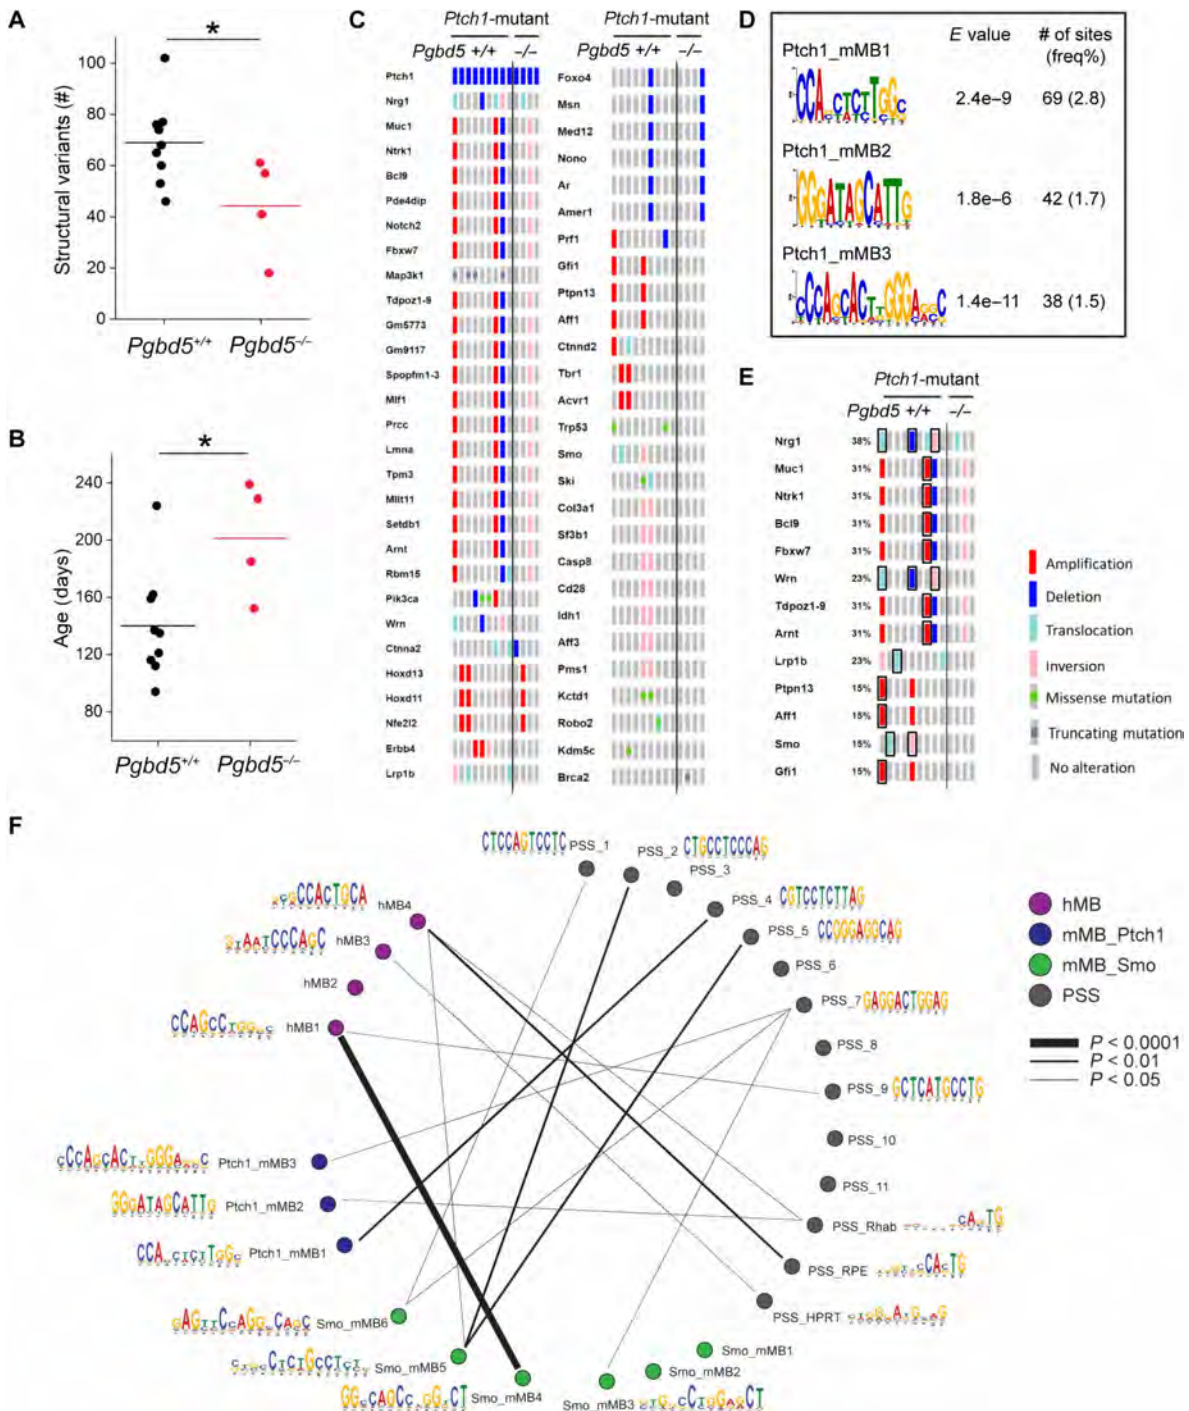 A
*
Structural variants (#)
100
80
60
40
20
0
Pgbd5+/+ Pgbd5–/–
B
*
Age (days)
240
200
160
120
80
Pgbd5+/+ Pgbd5–/–
C
Ptch1-mutant
Pgbd5 +/+ –/–
Ptch1
Nrg1
Muc1
Ntrk1
Bcl9
Pde4dip
Notch2
Fbxw7
Map3k1
Tdpoz1-9
Gm5773
Gm9117
Spopfm1-3
Mlf1
Prcc
Lmna
Tpm3
Mllt11
Setdb1
Arnt
Rbm15
Pik3ca
Wrn
Ctnna2
Hoxd13
Hoxd11
Nfe2l2
Erbb4
Lrp1b
Ptch1-mutant
Pgbd5 +/+ –/–
Foxo4
Msn
Med12
Nono
Ar
Amer1
Prf1
Gfi1
Ptpn13
Aff1
Ctnnd2
Tbr1
Acvr1
Trp53
Smo
Ski
Col3a1
Sf3b1
Casp8
Cd28
Idh1
Aff3
Pms1
Kctd1
Robo2
Kdm5c
Brca2
D
E value # of sites
(freq%)
Ptch1_mMB1
2.4e–9 69 (2.8)
Ptch1_mMB2
GGGATAGCATTG
1.8e–6 42 (1.7)
Ptch1_mMB3
1.4e–11 38 (1.5)
E
Ptch1-mutant
Pgbd5 +/+ –/–
Nrg1 38%
Muc1 31%
Ntrk1 31%
Bcl9 31%
Fbxw7 31%
Wrn 23%
Tdpoz1-9 31%
Arnt 31%
Lrp1b 23%
Ptpn13 15%
Aff1 15%
Smo 15%
Gfi1 15%
Amplification
Deletion
Translocation
Inversion
Missense mutation
Truncating mutation
No alteration
F
CTCCAGTCCTC PSS_1
PSS_2 CTGCCTCCCAG
PSS_3
PSS_4 CGTCCTCTTAG
PSS_5 CCGGGAGGCAG
PSS_6
PSS_7 GAGGACTGGAG
PSS_8
PSS_9 GCTCATGCCTG
PSS_10
PSS_11
PSS_Rhab
PSS_RPE
PSS_HPRT
Smo_mMB1
Smo_mMB2
Smo_mMB3
Smo_mMB4
Smo_mMB5
Smo_mMB6
Ptch1_mMB1
GGGATAGCATTG Ptch1_mMB2
Ptch1_mMB3
hMB1
hMB2
hMB3
hMB4
hMB
mMB_Ptch1
mMB_Smo
PSS
P < 0.0001
P < 0.01
P < 0.05